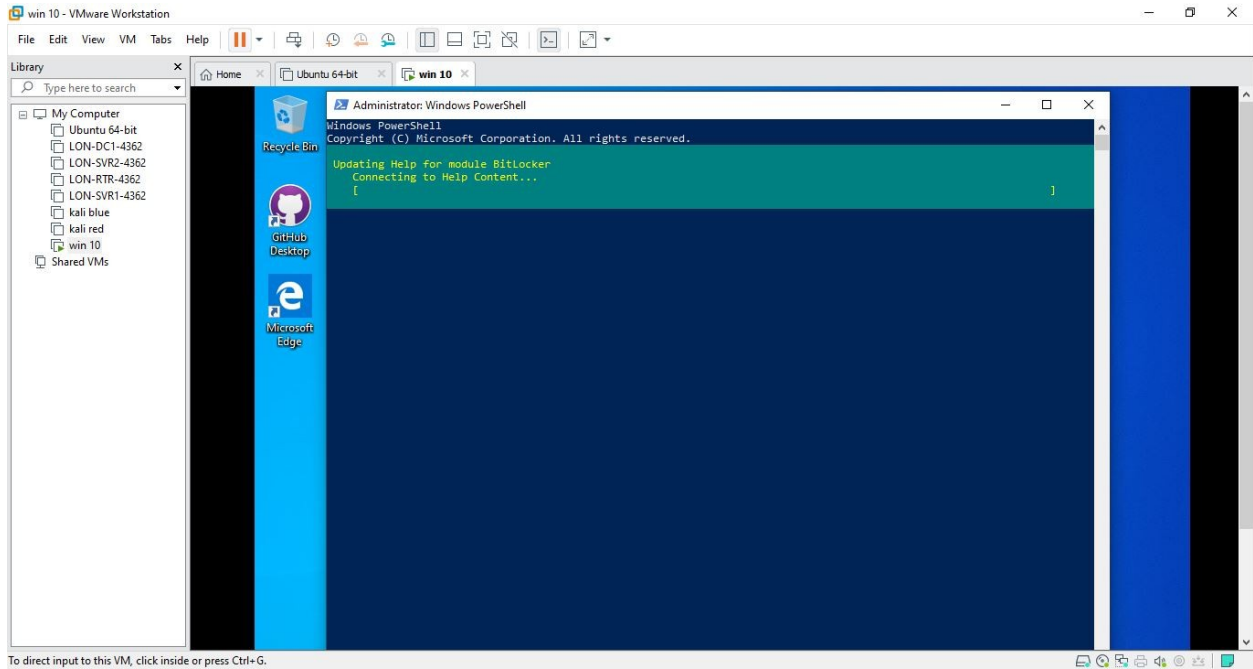 win 10 - VMware Workstation
File Edit View VM Tabs Help
Library
Type here to search
My Computer
Ubuntu 64-bit
LON-DC1-4362
LON-SVR2-4362
LON-RTR-4362
LON-SVR1-4362
kali blue
kali red
win 10
Shared VMs
Home
Ubuntu 64-bit
win 10
Recycle Bin
GitHub
Desktop
Microsoft
Edge
Administrator: Windows PowerShell
Windows PowerShell
Copyright (C) Microsoft Corporation. All rights reserved.
Updating Help for module BitLocker
Connecting to Help Content...
[ ]
To direct input to this VM, click inside or press Ctrl+G.